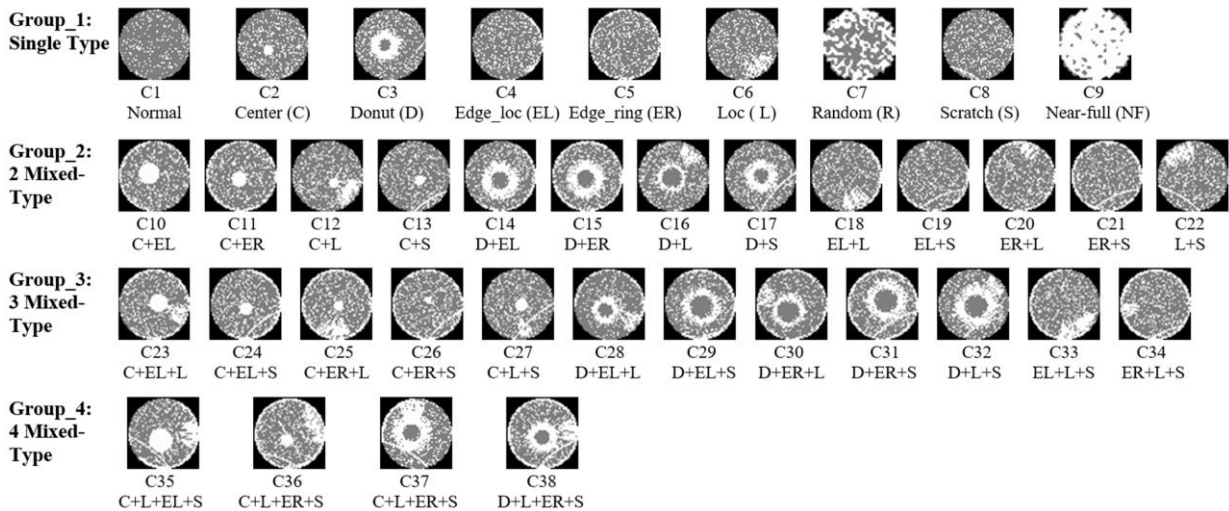 Group_1:
Single Type
C1 C2 C3 C4 C5 C6 C7 C8 C9
Normal Center (C) Donut (D) Edge_loc (EL) Edge_ring (ER) Loc ( L) Random (R) Scratch (S) Near-full (NF)
Group_2:
2 Mixed-
Type
C10 C11 C12 C13 C14 C15 C16 C17 C18 C19 C20 C21 C22
C+EL C+ER C+L C+S D+EL D+ER D+L D+S EL+L EL+S ER+L ER+S L+S
Group_3:
3 Mixed-
Type
C23 C24 C25 C26 C27 C28 C29 C30 C31 C32 C33 C34
C+EL+L C+EL+S C+ER+L C+ER+S C+L+S D+EL+L D+EL+S D+ER+L D+ER+S D+L+S EL+L+S ER+L+S
Group_4:
4 Mixed-
Type
C35 C36 C37 C38
C+L+EL+S C+L+ER+S C+L+ER+S D+L+ER+S